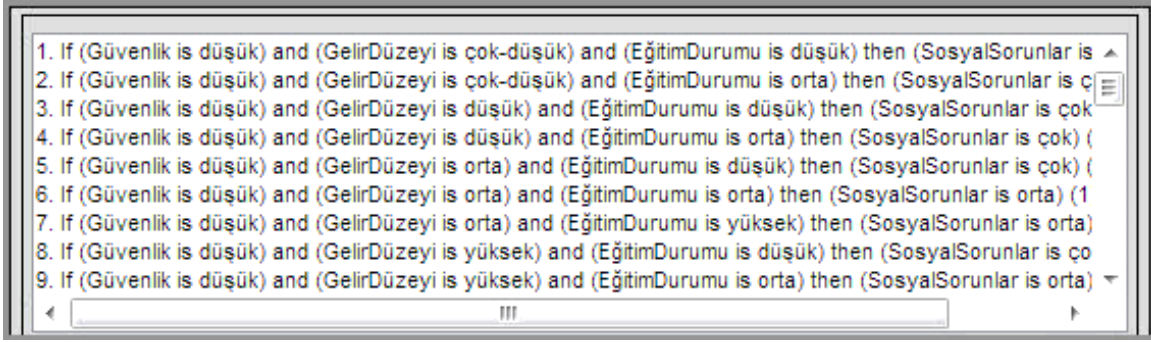 1. If (Güvenlik is düşük) and (GelirDüzeyi is çok-düşük) and (EğitimDurumu is düşük) then (SosyalSorunlar is
2. If (Güvenlik is düşük) and (GelirDüzeyi is çok-düşük) and (EğitimDurumu is orta) then (SosyalSorunlar is ç
3. If (Güvenlik is düşük) and (GelirDüzeyi is düşük) and (EğitimDurumu is düşük) then (SosyalSorunlar is çok
4. If (Güvenlik is düşük) and (GelirDüzeyi is düşük) and (EğitimDurumu is orta) then (SosyalSorunlar is çok) (
5. If (Güvenlik is düşük) and (GelirDüzeyi is orta) and (EğitimDurumu is düşük) then (SosyalSorunlar is çok) (
6. If (Güvenlik is düşük) and (GelirDüzeyi is orta) and (EğitimDurumu is orta) then (SosyalSorunlar is orta) (1
7. If (Güvenlik is düşük) and (GelirDüzeyi is orta) and (EğitimDurumu is yüksek) then (SosyalSorunlar is orta)
8. If (Güvenlik is düşük) and (GelirDüzeyi is yüksek) and (EğitimDurumu is düşük) then (SosyalSorunlar is ço
9. If (Güvenlik is düşük) and (GelirDüzeyi is yüksek) and (EğitimDurumu is orta) then (SosyalSorunlar is orta)